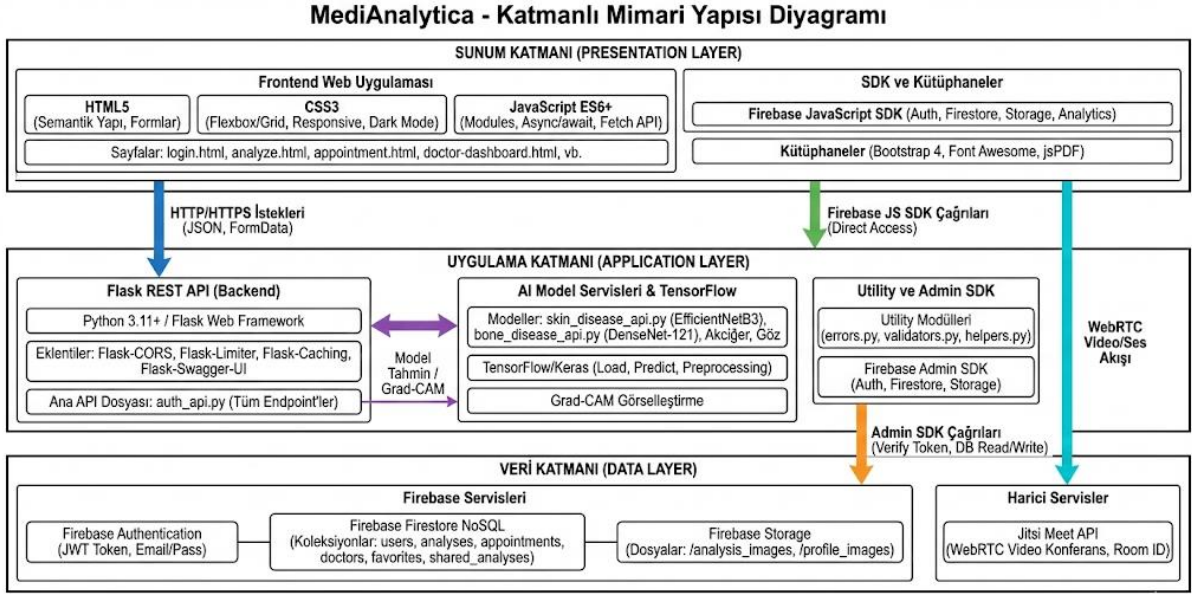 MediAnalytica - Katmanlı Mimari Yapısı Diyagramı
SUNUM KATMANI (PRESENTATION LAYER)
Frontend Web Uygulaması
HTML5
(Semantik Yapı, Formlar)
CSS3
(Flexbox/Grid, Responsive, Dark Mode)
JavaScript ES6+
(Modules, Async/await, Fetch API)
Sayfalar: login.html, analyze.html, appointment.html, doctor-dashboard.html, vb.
SDK ve Kütüphaneler
Firebase JavaScript SDK (Auth, Firestore, Storage, Analytics)
Kütüphaneler (Bootstrap 4, Font Awesome, jsPDF)
HTTP/HTTPS İstekleri
(JSON, FormData)
Firebase JS SDK Çağrıları
(Direct Access)
UYGULAMA KATMANI (APPLICATION LAYER)
Flask REST API (Backend)
Python 3.11+ / Flask Web Framework
Eklentiler: Flask-CORS, Flask-Limiter, Flask-Caching,
Flask-Swagger-UI
Ana API Dosyası: auth_api.py (Tüm Endpoint'ler)
Model
Tahmin /
Grad-CAM
AI Model Servisleri & TensorFlow
Modeller: skin_disease_api.py (EfficientNetB3),
bone_disease_api.py (DenseNet-121), Akciğer, Göz
TensorFlow/Keras (Load, Predict, Preprocessing)
Grad-CAM Görselleştirme
Utility ve Admin SDK
Utility Modülleri
(errors.py, validators.py, helpers.py)
Firebase Admin SDK
(Auth, Firestore, Storage)
WebRTC
Video/Ses
Akışı
Admin SDK Çağrıları
(Verify Token, DB Read/Write)
VERİ KATMANI (DATA LAYER)
Firebase Servisleri
Firebase Authentication
(JWT Token, Email/Pass)
Firebase Firestore NoSQL
(Koleksiyonlar: users, analyses, appointments,
doctors, favorites, shared_analyses)
Firebase Storage
(Dosyalar: /analysis_images, /profile_images)
Harici Servisler
Jitsi Meet API
(WebRTC Video Konferans, Room ID)